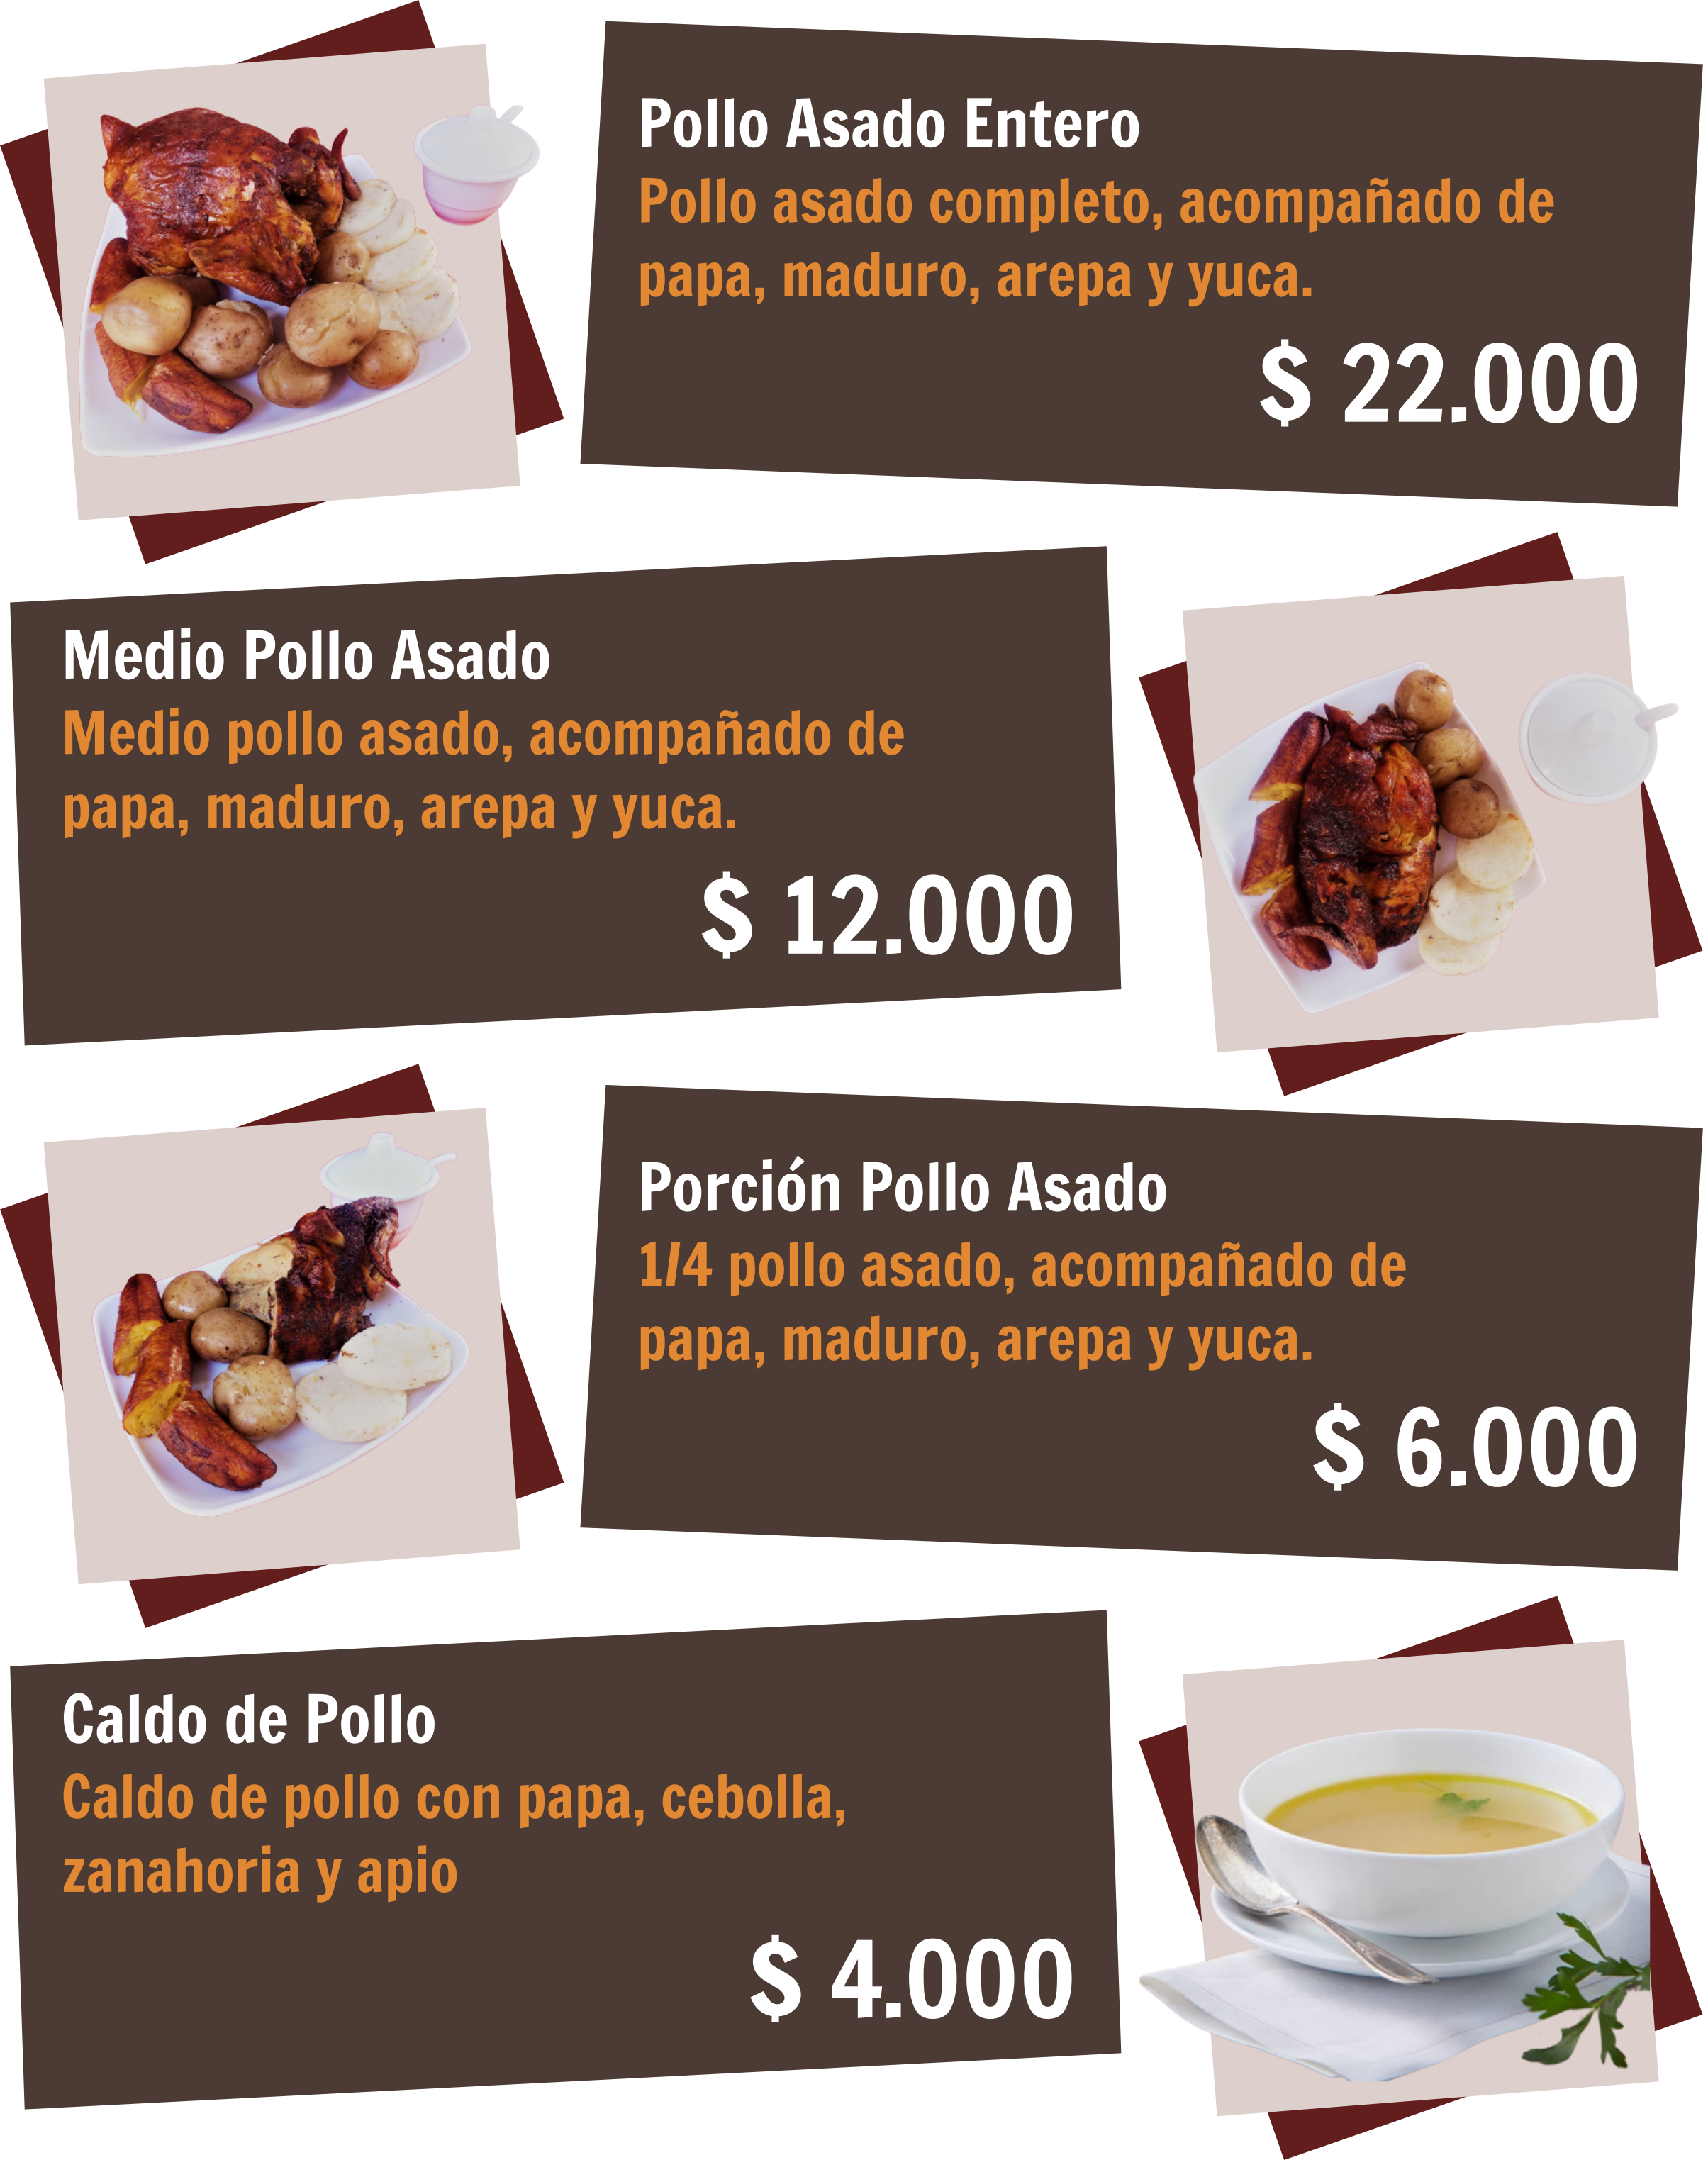 Pollo Asado Entero
Pollo asado completo, acompañado de
papa, maduro, arepa y yuca.
$ 22.000
Medio Pollo Asado
Medio pollo asado, acompañado de
papa, maduro, arepa y yuca.
$ 12.000
Porción Pollo Asado
1/4 pollo asado, acompañado de
papa, maduro, arepa y yuca.
$ 6.000
Caldo de Pollo
Caldo de pollo con papa, cebolla,
zanahoria y apio
$ 4.000